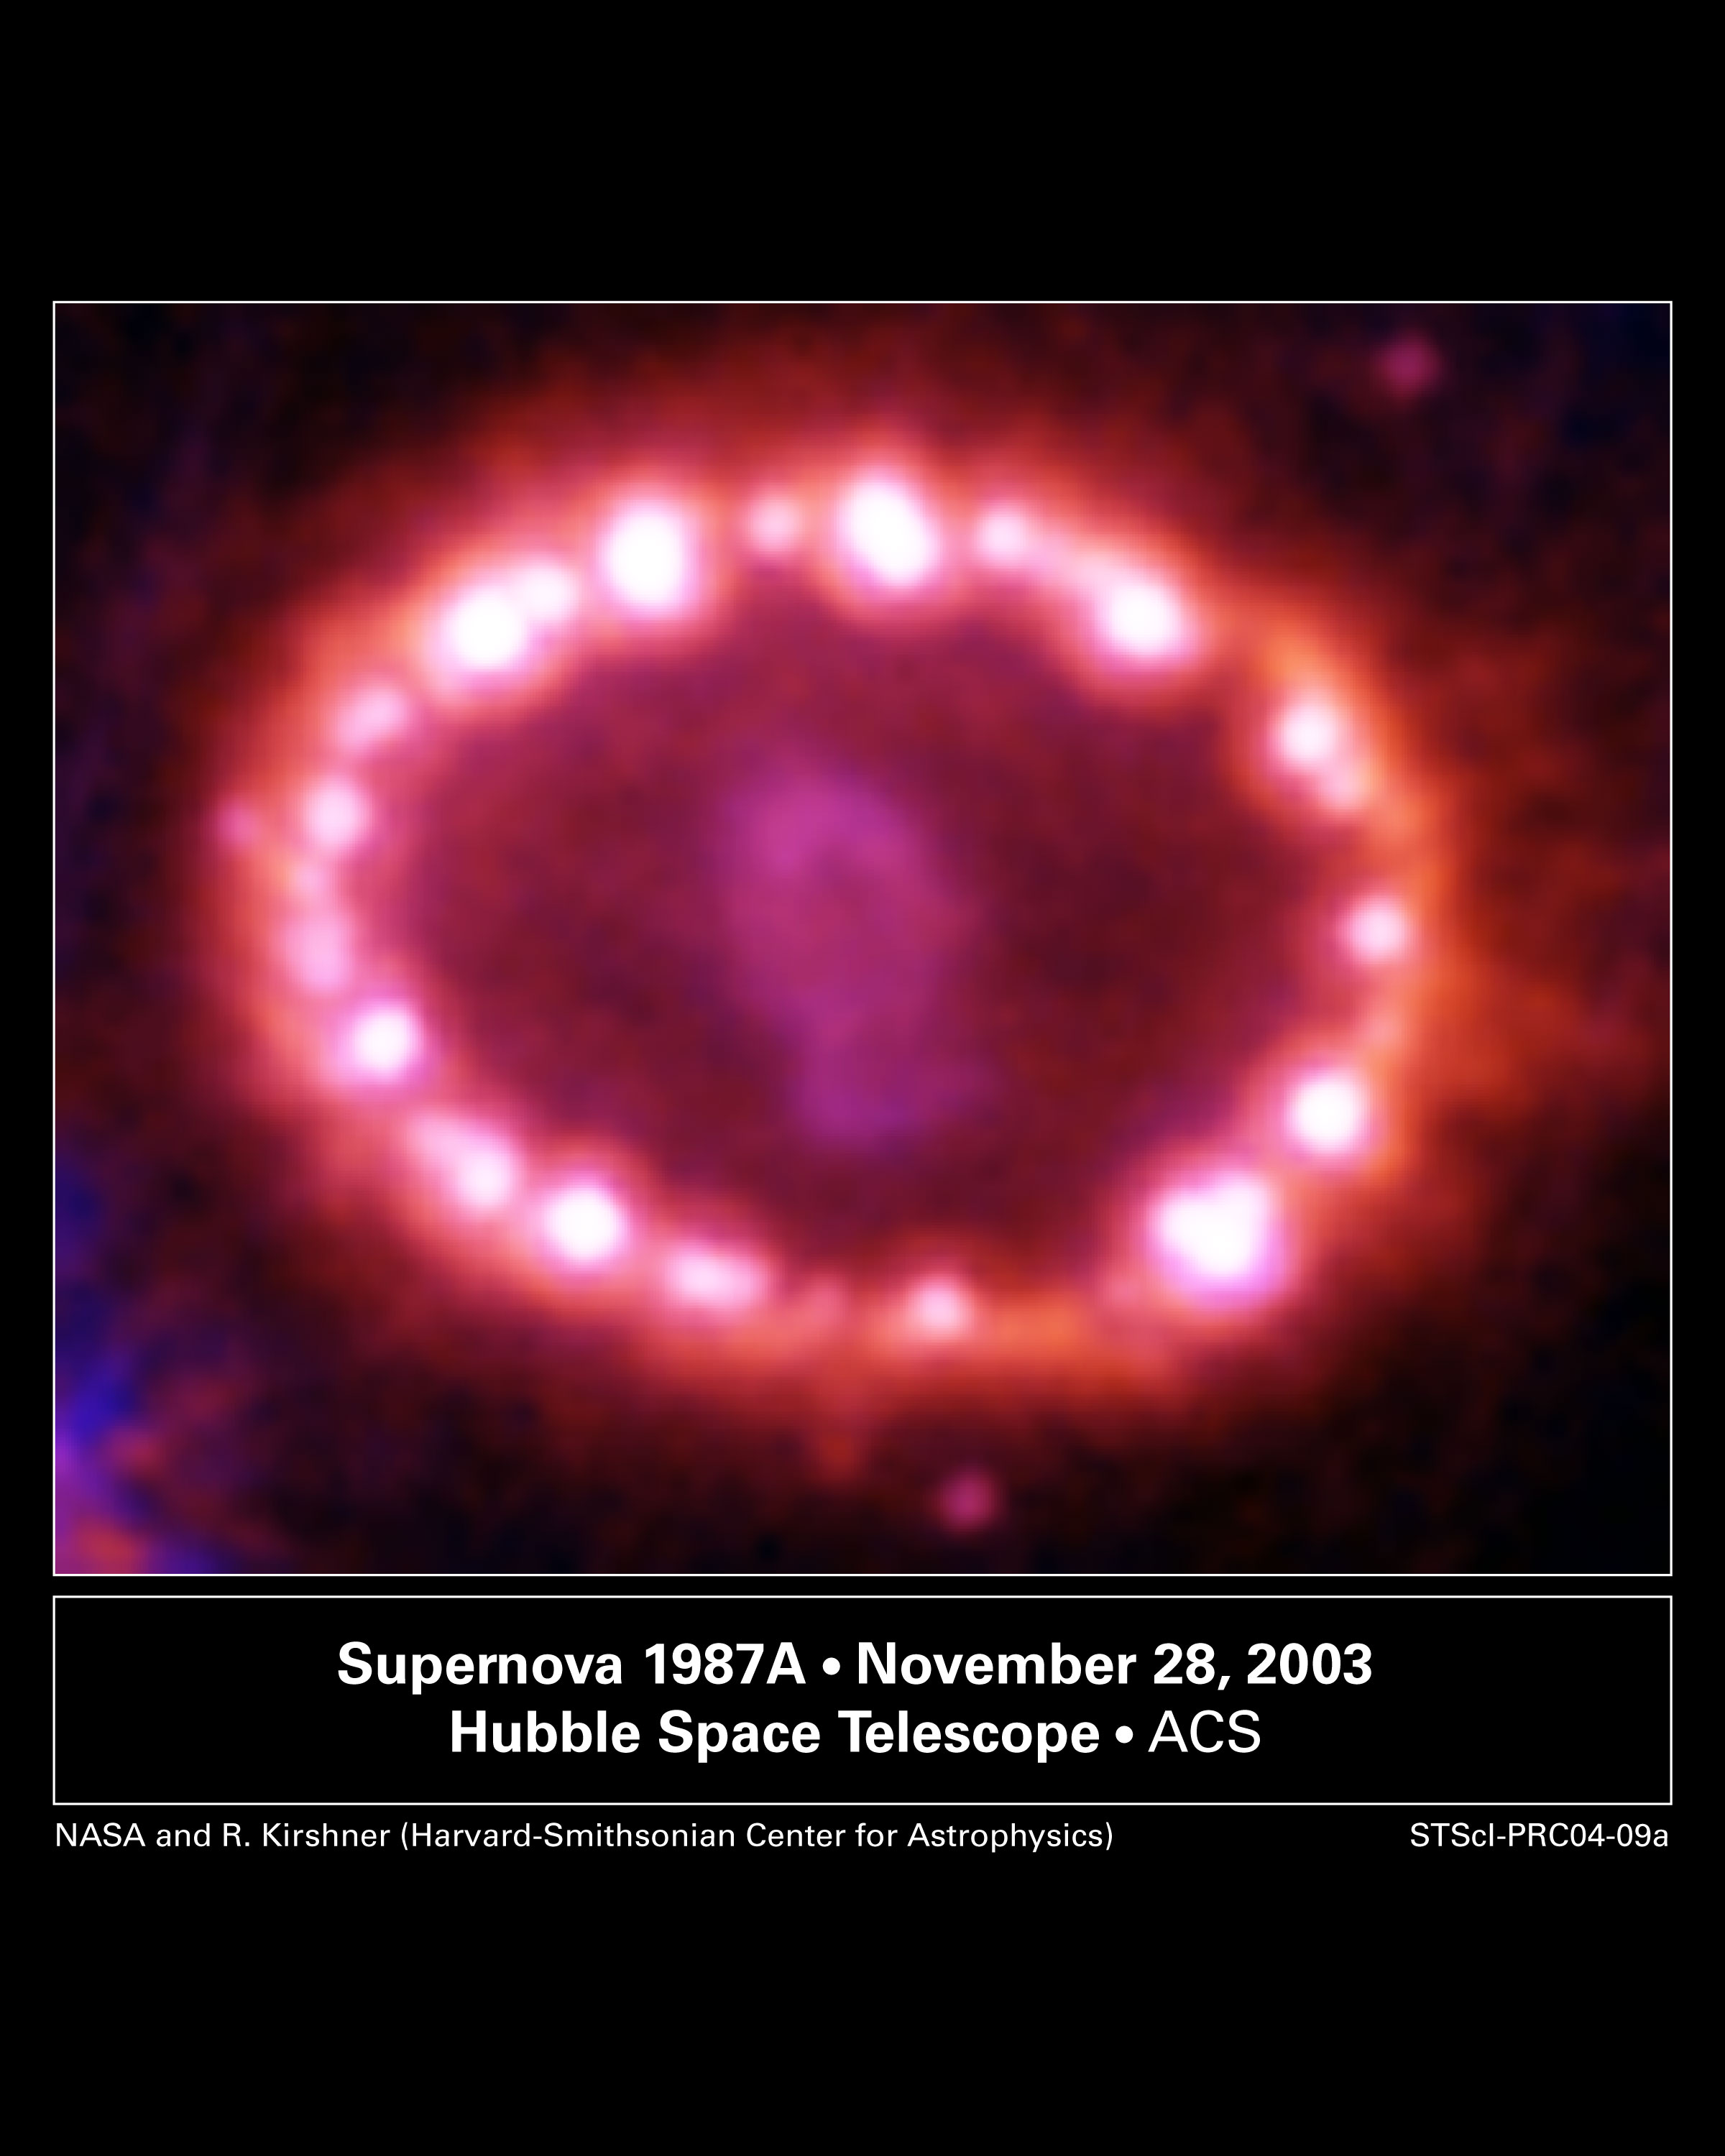 Supernova 1987A • November 28, 2003
Hubble Space Telescope • ACS
NASA and R. Kirshner (Harvard-Smithsonian Center for Astrophysics) STScI-PRC04-09a